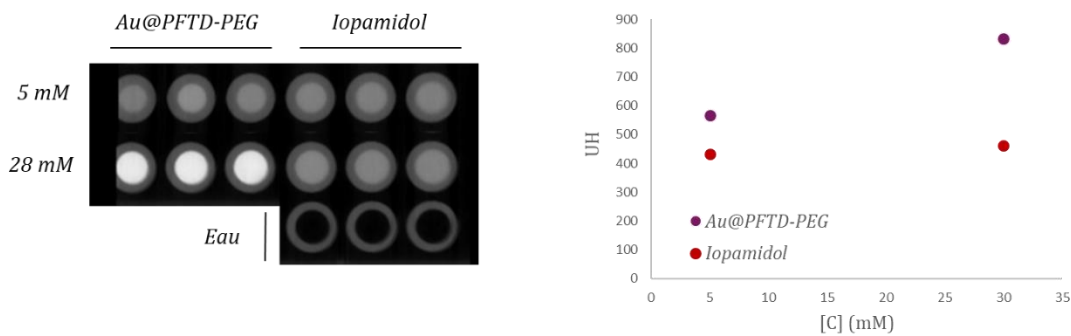 Au@PFTD-PEG
Iopamidol
5 mM
28 mM
Eau
900
800
700
600
500
400
300
200
100
0
UH
Au@PFTD-PEG
Iopamidol
0
5
10
15
20
25
30
35
[C] (mM)